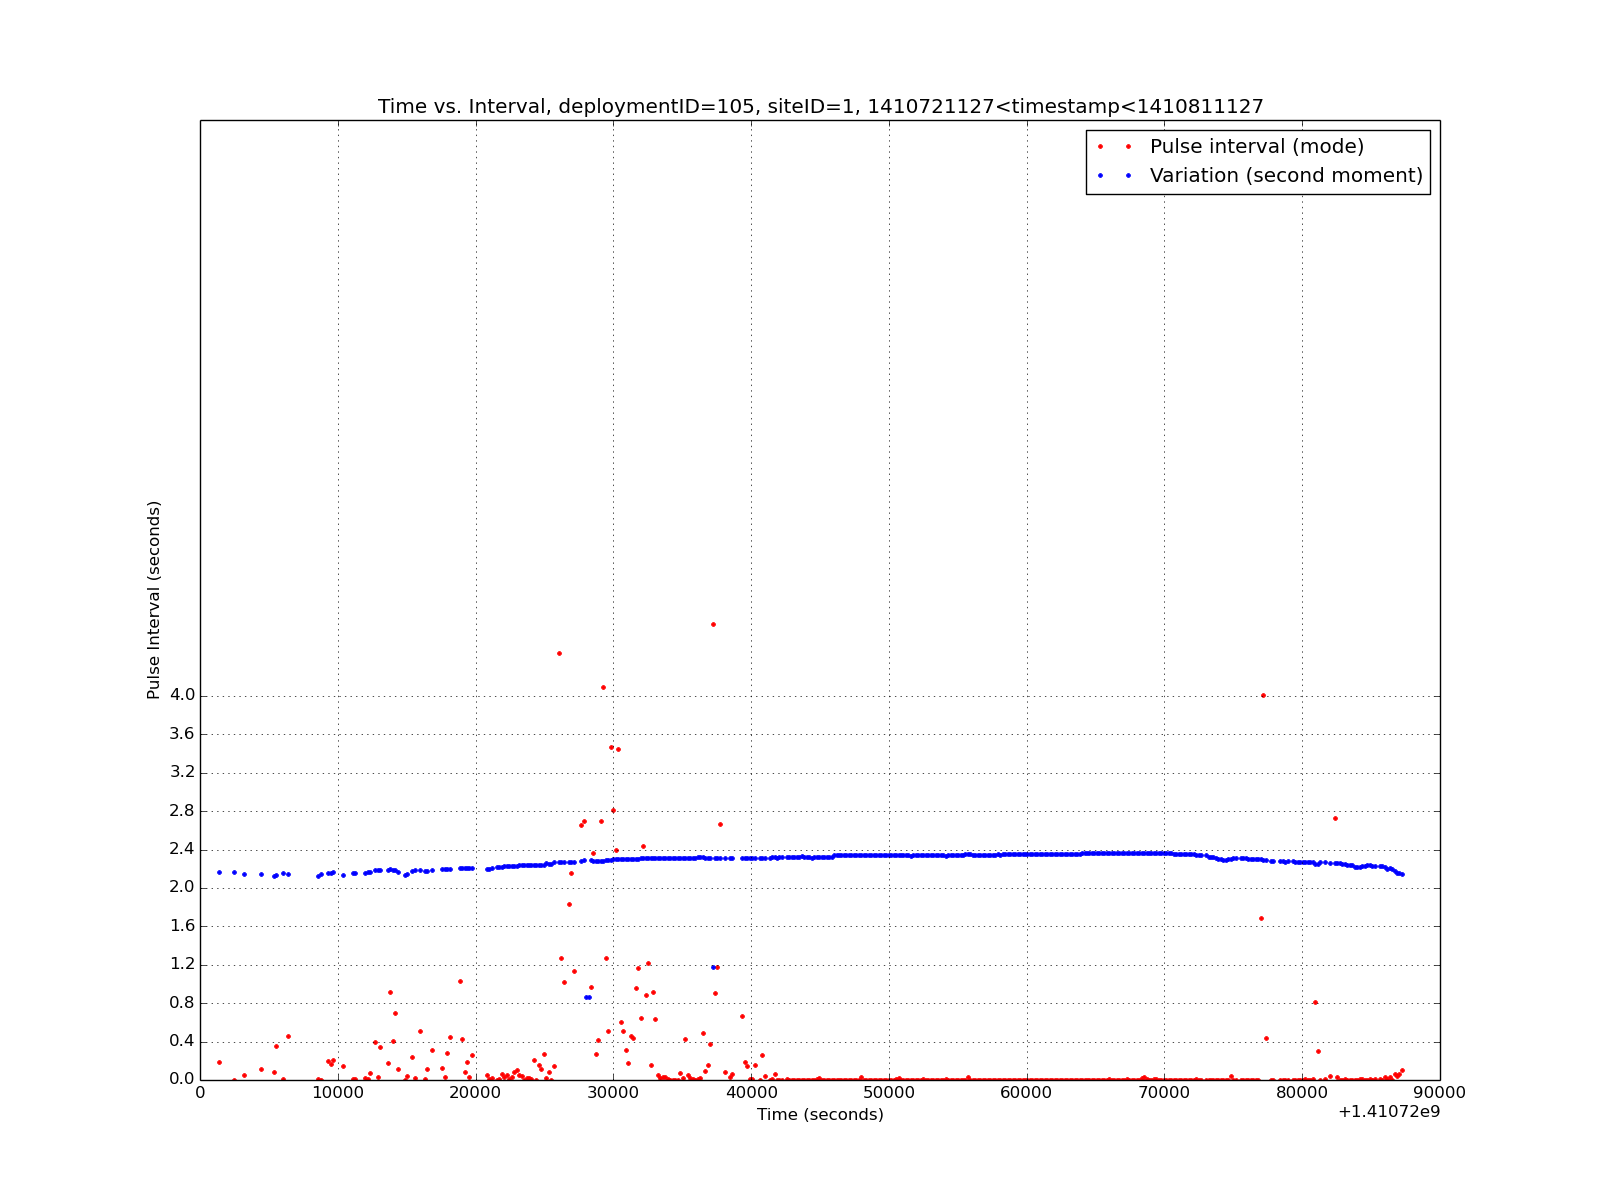 Time vs. Interval, deploymentID=105, siteID=1, 1410721127<timestamp<1410811127
Pulse interval (mode)
Variation (second moment)
Pulse Interval (seconds)
4.0
3.6
3.2
2.8
2.4
2.0
1.6
1.2
0.8
0.4
0.0
0 10000 20000 30000 40000 50000 60000 70000 80000 90000
Time (seconds)
+1.41072e9